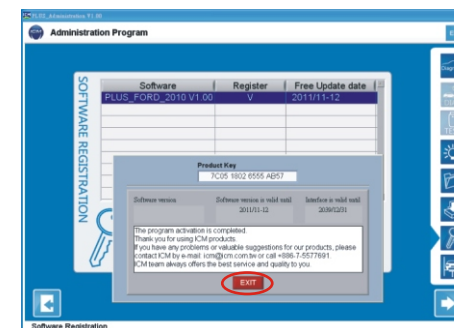 Administration Program
SOFTWARE REGISTRATION
Software Register Free Update date
PLUS_FORD_2010 V1.00 V 2011/11-12
Product Key
7C05 1802 6555 AB57
Software version Software version is valid until Interface is valid until
2011/11-12 2039/12/31
The program activation is completed.
Thank you for using ICM products.
If you have any problems or valuable suggestions for our products, please
contact ICM by e-mail: icm@icm.com.tw or call +886-7-5577691.
ICM team always offers the best service and quality to you.
EXIT
Software Registration